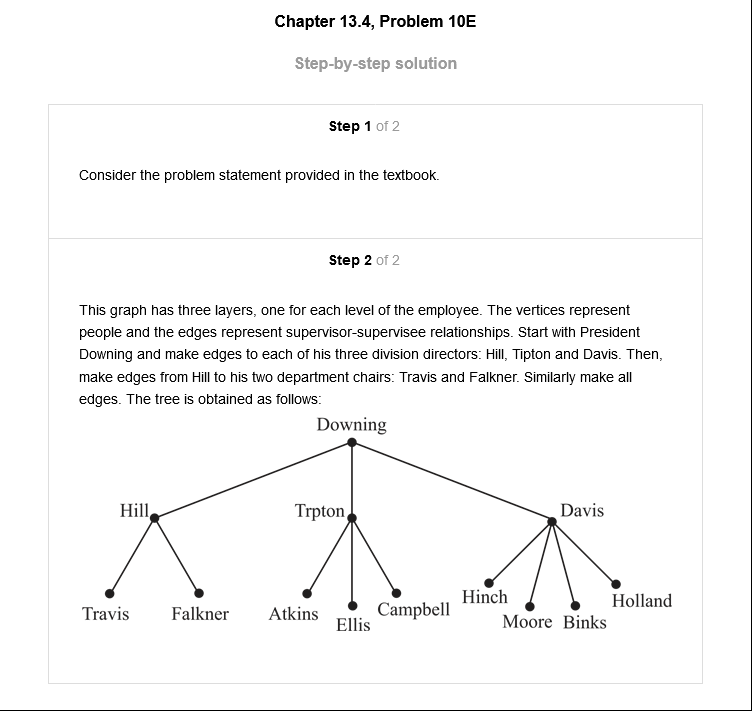 Chapter 13.4, Problem 10E
Step-by-step solution
Step 1 of 2
Consider the problem statement provided in the textbook.
Step 2 of 2
This graph has three layers, one for each level of the employee. The vertices represent
people and the edges represent supervisor-supervisee relationships. Start with President
Downing and make edges to each of his three division directors: Hill, Tipton and Davis. Then,
make edges from Hill to his two department chairs: Travis and Falkner. Similarly make all
edges. The tree is obtained as follows:
Downing
Hill
Trpton
Davis
Travis
Falkner
Atkins
Ellis
Campbell
Hinch
Moore
Binks
Holland